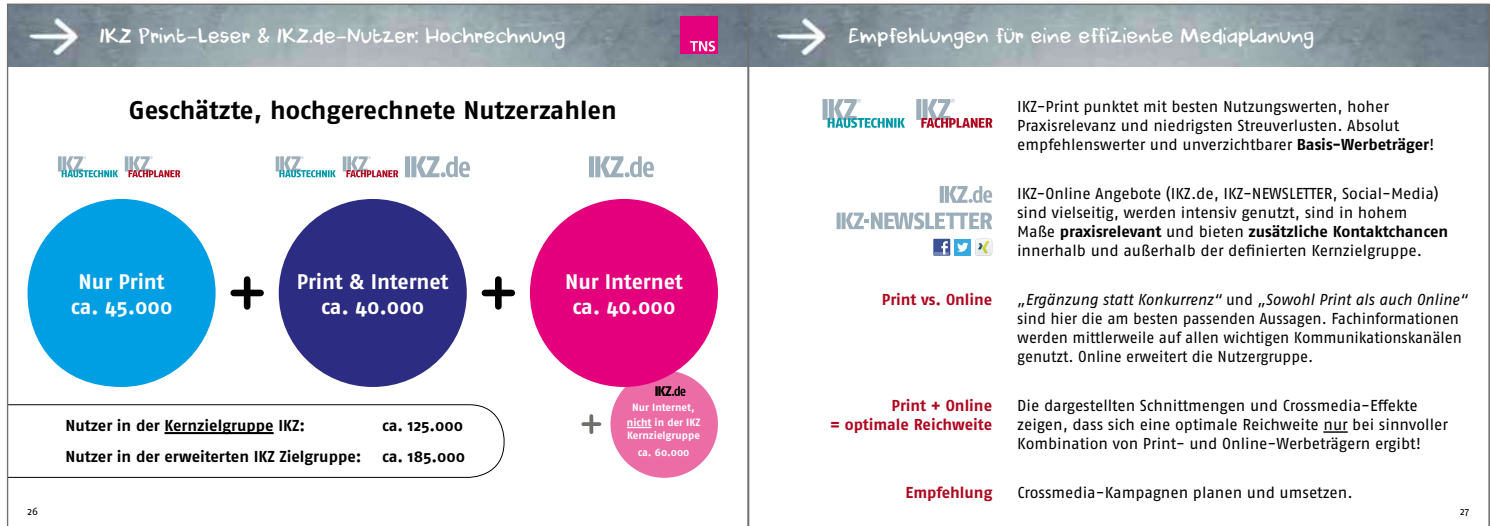 IKZ Print-Leser & IKZ.de-Nutzer: Hochrechnung
TNS
Geschätzte, hochgerechnete Nutzerzahlen
IKZ HAUSTECHNIK IKZ FACHPLANER
IKZ HAUSTECHNIK IKZ FACHPLANER IKZ.de
IKZ.de
Nur Print
ca. 45.000
+
Print & Internet
ca. 40.000
+
Nur Internet
ca. 40.000
+
IKZ.de
Nur Internet,
nicht in der IKZ
Kernzielgruppe
ca. 60.000
Nutzer in der Kernzielgruppe IKZ: ca. 125.000
Nutzer in der erweiterten IKZ Zielgruppe: ca. 185.000
26
Empfehlungen für eine effiziente Mediaplanung
IKZ HAUSTECHNIK IKZ FACHPLANER
IKZ-Print punktet mit besten Nutzungswerten, hoher
Praxisrelevanz und niedrigsten Streuverlusten. Absolut
empfehlenswerter und unverzichtbarer Basis-Werbeträger!
IKZ.de
IKZ-NEWSLETTER
IKZ-Online Angebote (IKZ.de, IKZ-NEWSLETTER, Social-Media)
sind vielseitig, werden intensiv genutzt, sind in hohem
Maße praxisrelevant und bieten zusätzliche Kontaktchancen
innerhalb und außerhalb der definierten Kernzielgruppe.
Print vs. Online
„Ergänzung statt Konkurrenz“ und „Sowohl Print als auch Online“
sind hier die am besten passenden Aussagen. Fachinformationen
werden mittlerweile auf allen wichtigen Kommunikationskanälen
genutzt. Online erweitert die Nutzergruppe.
Print + Online
= optimale Reichweite
Die dargestellten Schnittmengen und Crossmedia-Effekte
zeigen, dass sich eine optimale Reichweite nur bei sinnvoller
Kombination von Print- und Online-Werbeträgern ergibt!
Empfehlung
Crossmedia-Kampagnen planen und umsetzen.
27